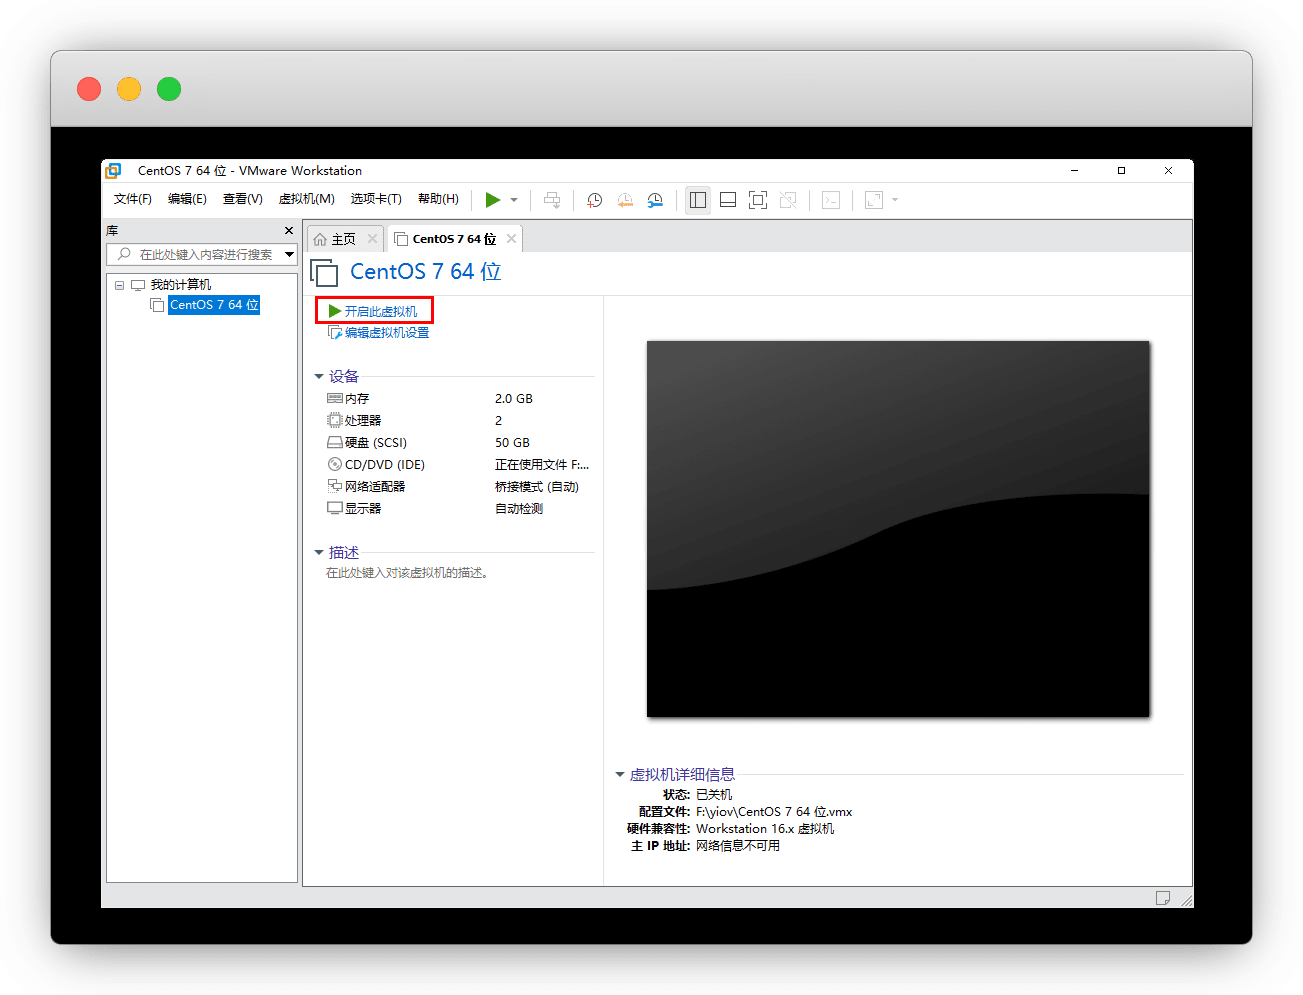 CentOS 7 64 位 - VMware Workstation
文件(F) 编辑(E) 查看(V) 虚拟机(M) 选项卡(T) 帮助(H)
库
在此处键入内容进行搜索
我的计算机
CentOS 7 64 位
主页
CentOS 7 64 位
CentOS 7 64 位
开启此虚拟机
编辑虚拟机设置
设备
内存 2.0 GB
处理器 2
硬盘 (SCSI) 50 GB
CD/DVD (IDE) 正在使用文件 F:...
网络适配器 桥接模式 (自动)
显示器 自动检测
描述
在此处键入对该虚拟机的描述。
虚拟机详细信息
状态: 已关机
配置文件: F:\yiov\CentOS 7 64 位.vmx
硬件兼容性: Workstation 16.x 虚拟机
主 IP 地址: 网络信息不可用